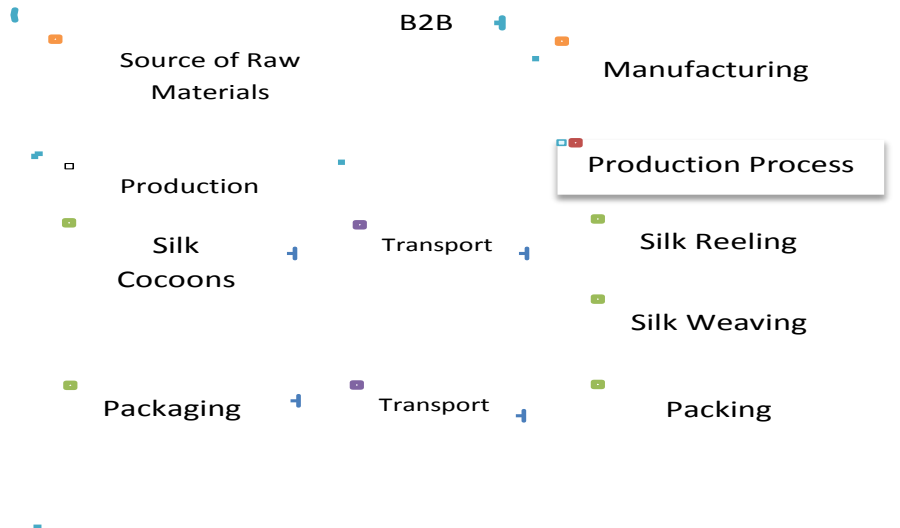 B2B
Source of Raw
Materials
Manufacturing
Production
Production Process
Silk
Cocoons
Transport
Silk Reeling
Silk Weaving
Packaging
Transport
Packing